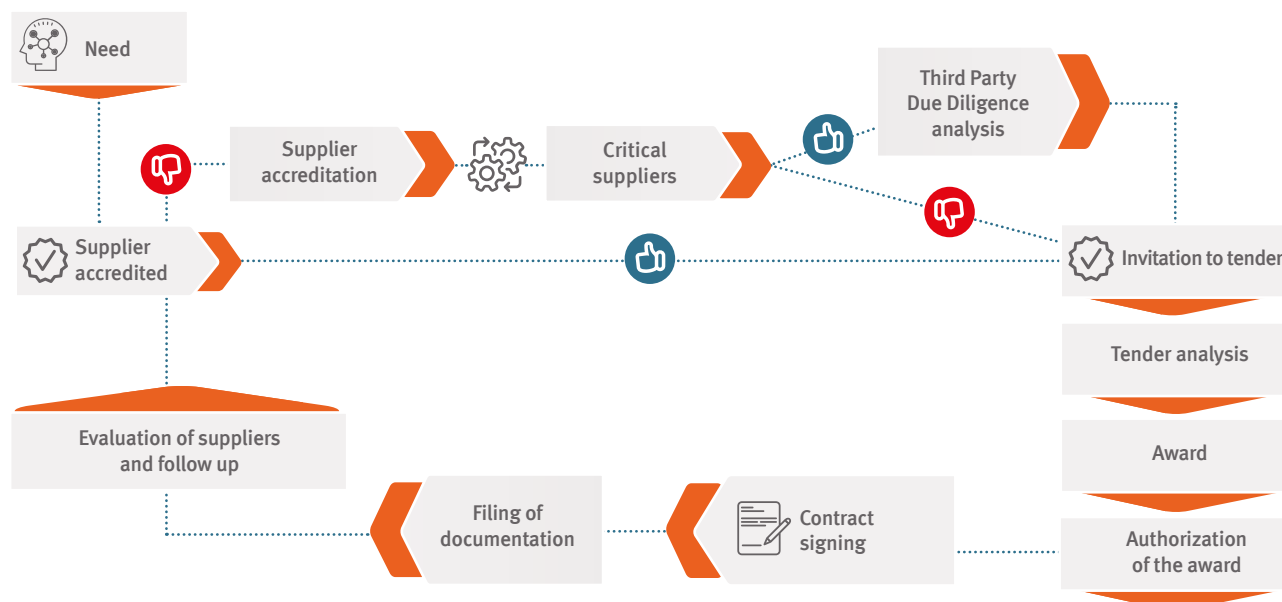 Need
Third Party
Due Diligence
analysis
Supplier
accreditation
Critical
suppliers
Supplier
accredited
Invitation to tender
Tender analysis
Evaluation of suppliers
and follow up
Award
Filing of
documentation
Contract
signing
Authorization
of the award